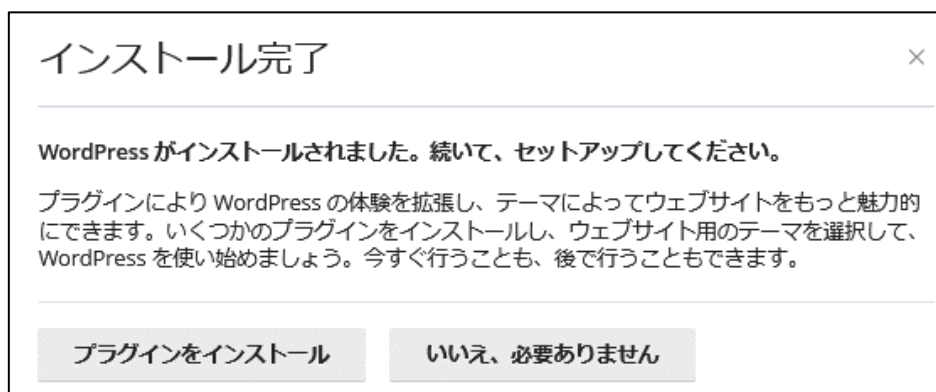 インストール完了
×
WordPress がインストールされました。続いて、セットアップしてください。
プラグインにより WordPress の体験を拡張し、テーマによってウェブサイトをもっと魅力的
にできます。いくつかのプラグインをインストールし、ウェブサイト用のテーマを選択して、
WordPress を使い始めましょう。今すぐ行うことも、後で行うこともできます。
プラグインをインストール
いいえ、必要ありません